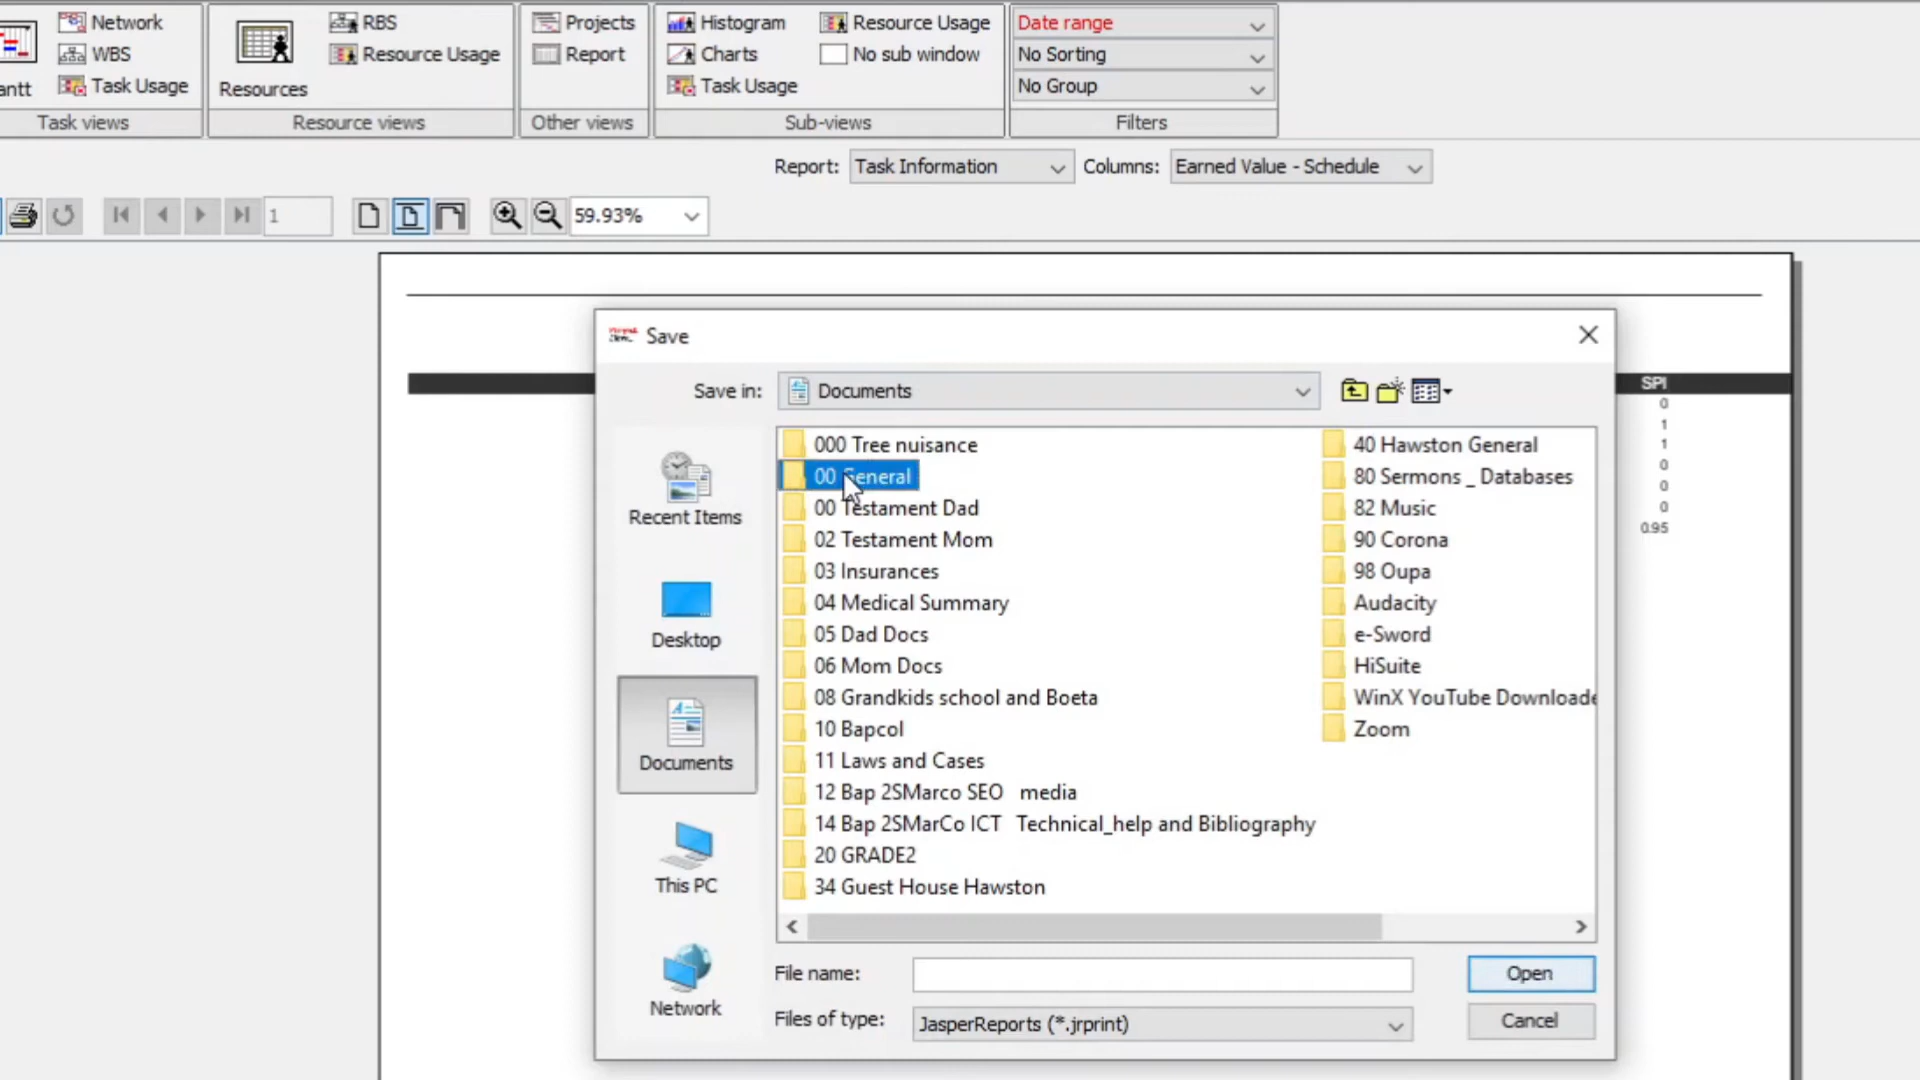 Network
WBS
antt
Task Usage
Task views
RBS
Resource Usage
Resources
Resource views
Projects
Report
Other views
Histogram
Resource Usage
Charts
No sub window
Task Usage
Sub-views
Date range
No Sorting
No Group
Filters
Report: Task Information Columns: Earned Value - Schedule
1
59.93%
Save
Save in: Documents
SPI
0
1
1
0
0
0
0.95
Recent Items
Desktop
Documents
This PC
Network
000 Tree nuisance
00 General
00 Testament Dad
02 Testament Mom
03 Insurances
04 Medical Summary
05 Dad Docs
06 Mom Docs
08 Grandkids school and Boeta
10 Bapcol
11 Laws and Cases
12 Bap 2SMarco SEO media
14 Bap 2SMarCo ICT Technical_help and Bibliography
20 GRADE2
34 Guest House Hawston
40 Hawston General
80 Sermons _ Databases
82 Music
90 Corona
98 Oupa
Audacity
e-Sword
HiSuite
WinX YouTube Downloade
Zoom
File name:
Open
Files of type: JasperReports (*.jrprint)
Cancel